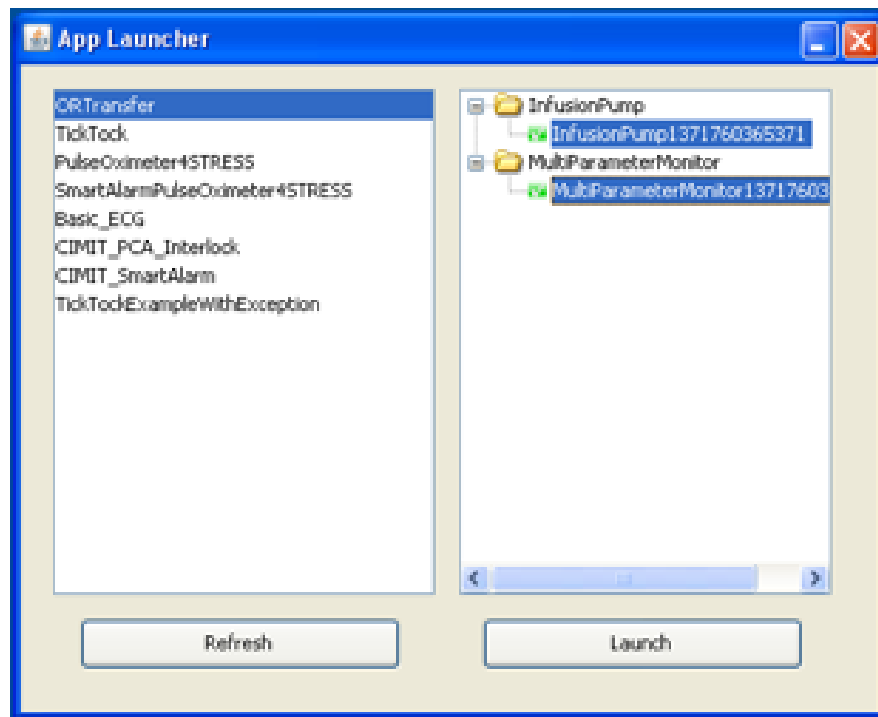 App Launcher
ORTransfer
TickTock
PulseOximeter4STRESS
SmartAlarmPulseOximeter4STRESS
Basic_ECG
CIMIT_PCA_Interlock
CIMIT_SmartAlarm
TickTockExampleWithException
InfusionPump
InfusionPump1371760365371
MultiParameterMonitor
MultiParameterMonitor13717603
Refresh
Launch